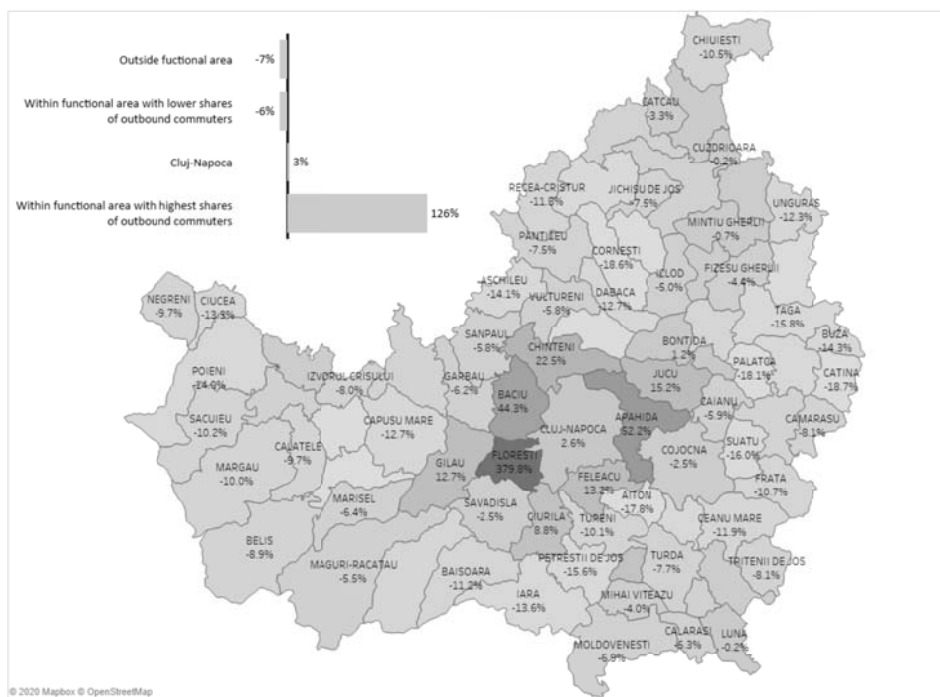 Outside fuctional area
-7%
Within functional area with lower shares
of outbound commuters
-6%
Cluj-Napoca
3%
Within functional area with highest shares
of outbound commuters
126%
CHIUIESTI
-10.5%
CATCAU
-3.3%
CUZDRIOARA
-0.2%
RECEA-CRISTUR
JICHISU DE JOS
-7.5%
UNGURAS
-12.3%
MINTIU GHERLII
-0.7%
PANTICEU
-7.5%
CORNESTI
-18.6%
ICLOD
-5.0%
FIZESU GHERLII
-4.4%
ASCHILEU
-14.1%
VULTURENI
-5.8%
DABACA
-12.7%
TAGA
-15.8%
NEGRENI
-9.7%
CIUCEA
-13.3%
SANPAUL
-5.8%
CHINTENI
22.5%
BONTIDA
1.2%
BUZA
-14.3%
POIENI
-14.0%
IZVORUL CRISULUI
-8.0%
GARBAU
-6.2%
BACIU
44.3%
JUCU
15.2%
PALATCA
-18.1%
CATINA
-18.7%
SACUIEU
-10.2%
CAPUSU MARE
-12.7%
CLUJ-NAPOCA
2.6%
APAHIDA
52.2%
CAIANU
-5.9%
CAMARASU
-8.1%
MARGAU
-10.0%
CALATELE
-9.7%
GILAU
12.7%
FLORESTI
379.8%
FELEACU
13.2%
COJOCNA
-2.5%
SUATU
-16.0%
FRATA
-10.7%
MARISEL
-6.4%
SAVADISLA
-2.5%
CIURILA
8.8%
TURENI
-10.1%
AITON
-17.8%
CEANU MARE
-11.9%
BELIS
-8.9%
MAGURI-RACATAU
-5.5%
BAISOARA
-11.2%
PETRESTII DE JOS
-15.6%
TURDA
-7.7%
TRITENII DE JOS
-8.1%
IARA
-13.6%
MIHAI VITEAZU
-4.0%
MOLDOVENESTI
CALARASI
LUNA
-0.2%
© 2020 Mapbox © OpenStreetMap